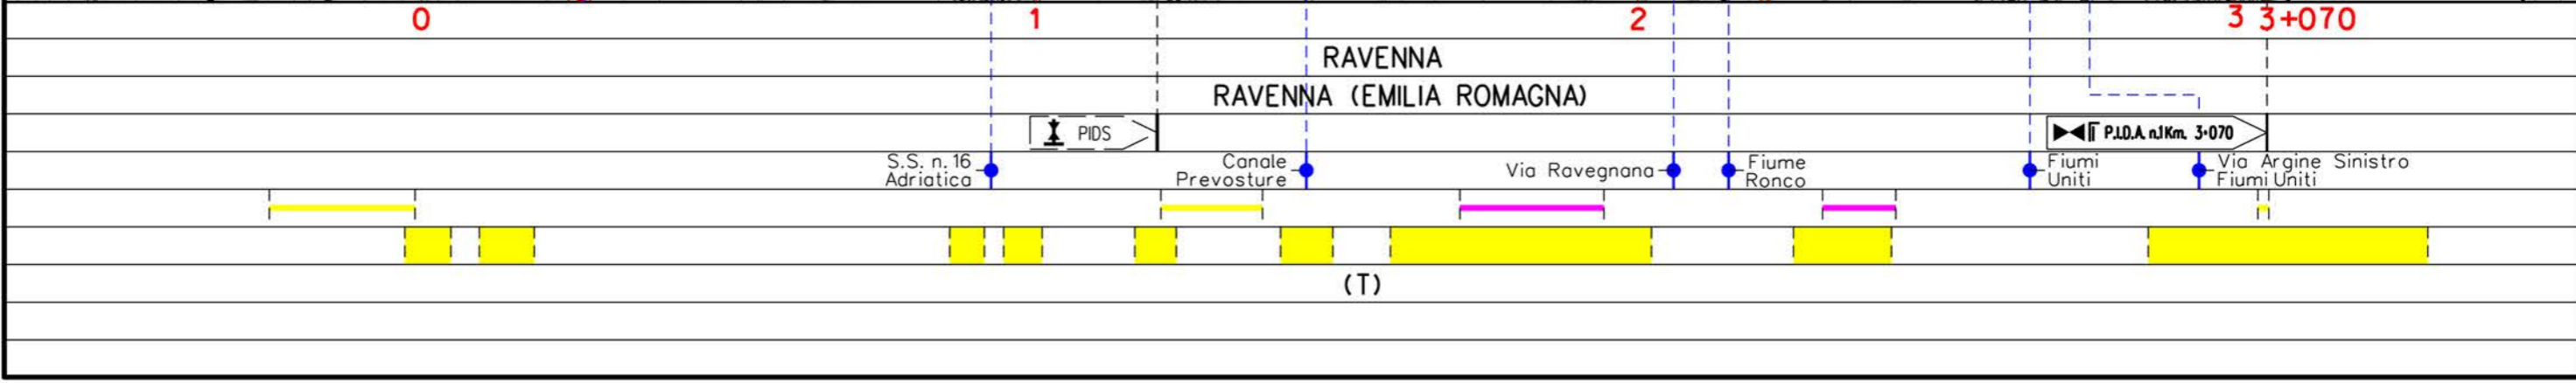 0 1 2 3 3+070
RAVENNA
RAVENNA (EMILIA ROMAGNA)
PIDS
P.I.D.A. n.1 Km. 3+070
S.S. n.16
Adriatica
Canale
Prevosture
Via Ravegnana
Fiume
Ronco
Fiumi
Uniti
Via Argine Sinistro
Fiumi Uniti
(T)